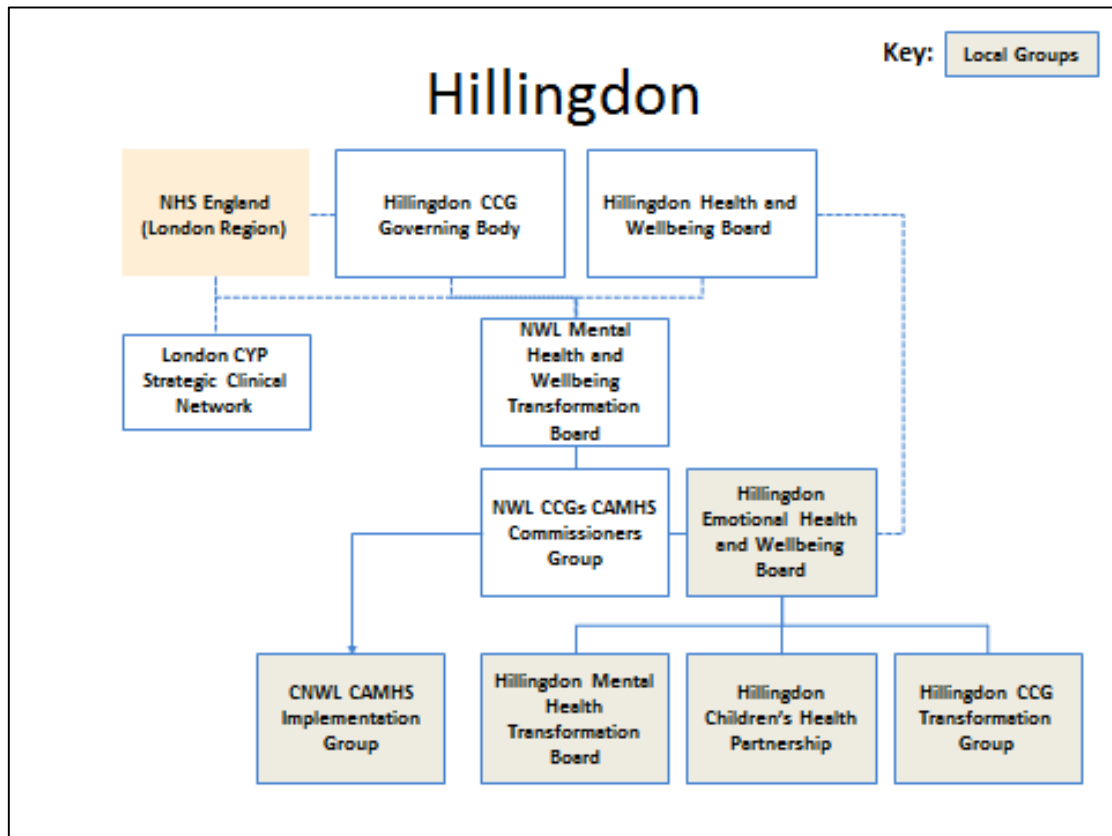 Key:
Local Groups
Hillingdon
NHS England
(London Region)
Hillingdon CCG
Governing Body
Hillingdon Health and
Wellbeing Board
London CYP
Strategic Clinical
Network
NWL Mental
Health and
Wellbeing
Transformation
Board
NWL CCGs CAMHS
Commissioners
Group
Hillingdon
Emotional Health
and Wellbeing
Board
CNWL CAMHS
Implementation
Group
Hillingdon Mental
Health
Transformation
Board
Hillingdon
Children’s Health
Partnership
Hillingdon CCG
Transformation
Group